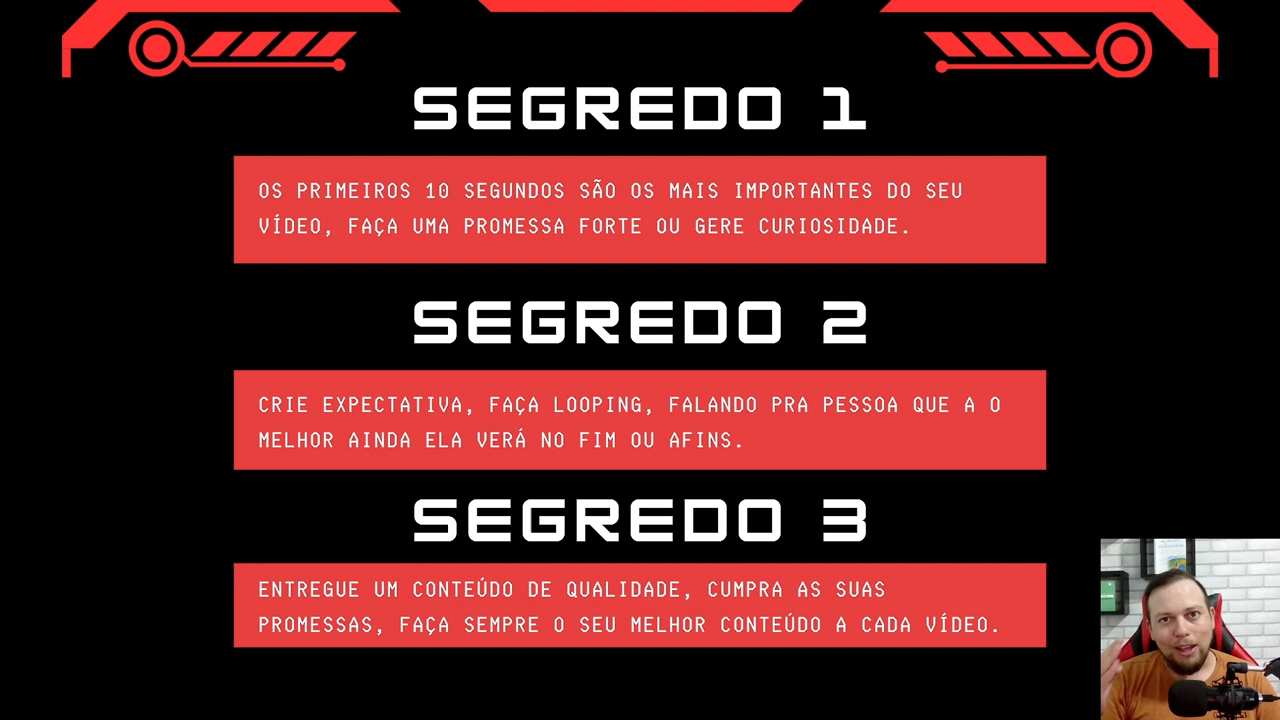 SEGREDO 1
OS PRIMEIROS 10 SEGUNDOS SÃO OS MAIS IMPORTANTES DO SEU
VÍDEO, FAÇA UMA PROMESSA FORTE OU GERE CURIOSIDADE.
SEGREDO 2
CRIE EXPECTATIVA, FAÇA LOOPING, FALANDO PRA PESSOA QUE A O
MELHOR AINDA ELA VERÁ NO FIM OU AFINS.
SEGREDO 3
ENTREGUE UM CONTEÚDO DE QUALIDADE, CUMPRA AS SUAS
PROMESSAS, FAÇA SEMPRE O SEU MELHOR CONTEÚDO A CADA VÍDEO.